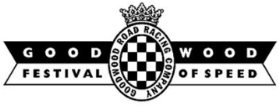 GOODWOOD ROAD RACING COMPANY
GOOD WOOD
FESTIVAL OF SPEED